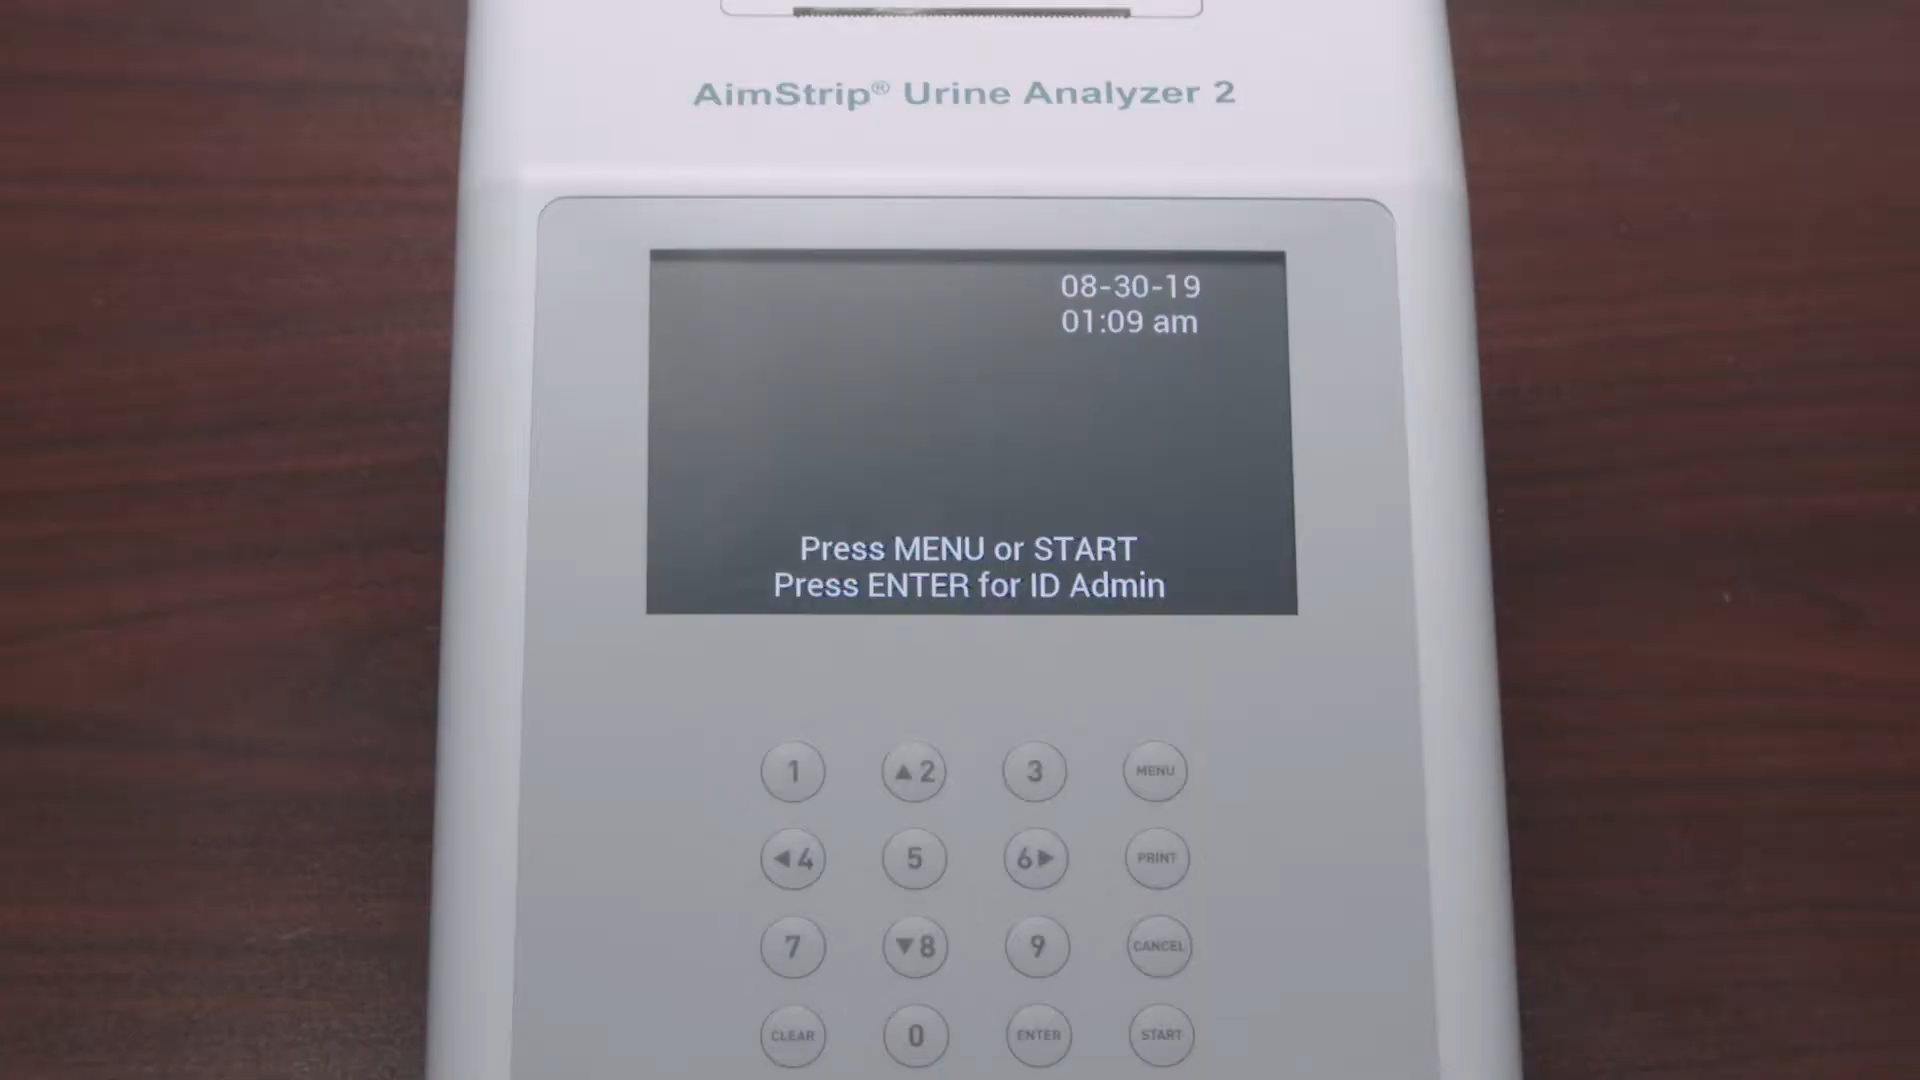 AimStrip® Urine Analyzer 2
08-30-19
01:09 am
Press MENU or START
Press ENTER for ID Admin
1 ▲2 3 MENU
◀4 5 6▶ PRINT
7 ▼8 9 CANCEL
CLEAR 0 ENTER START